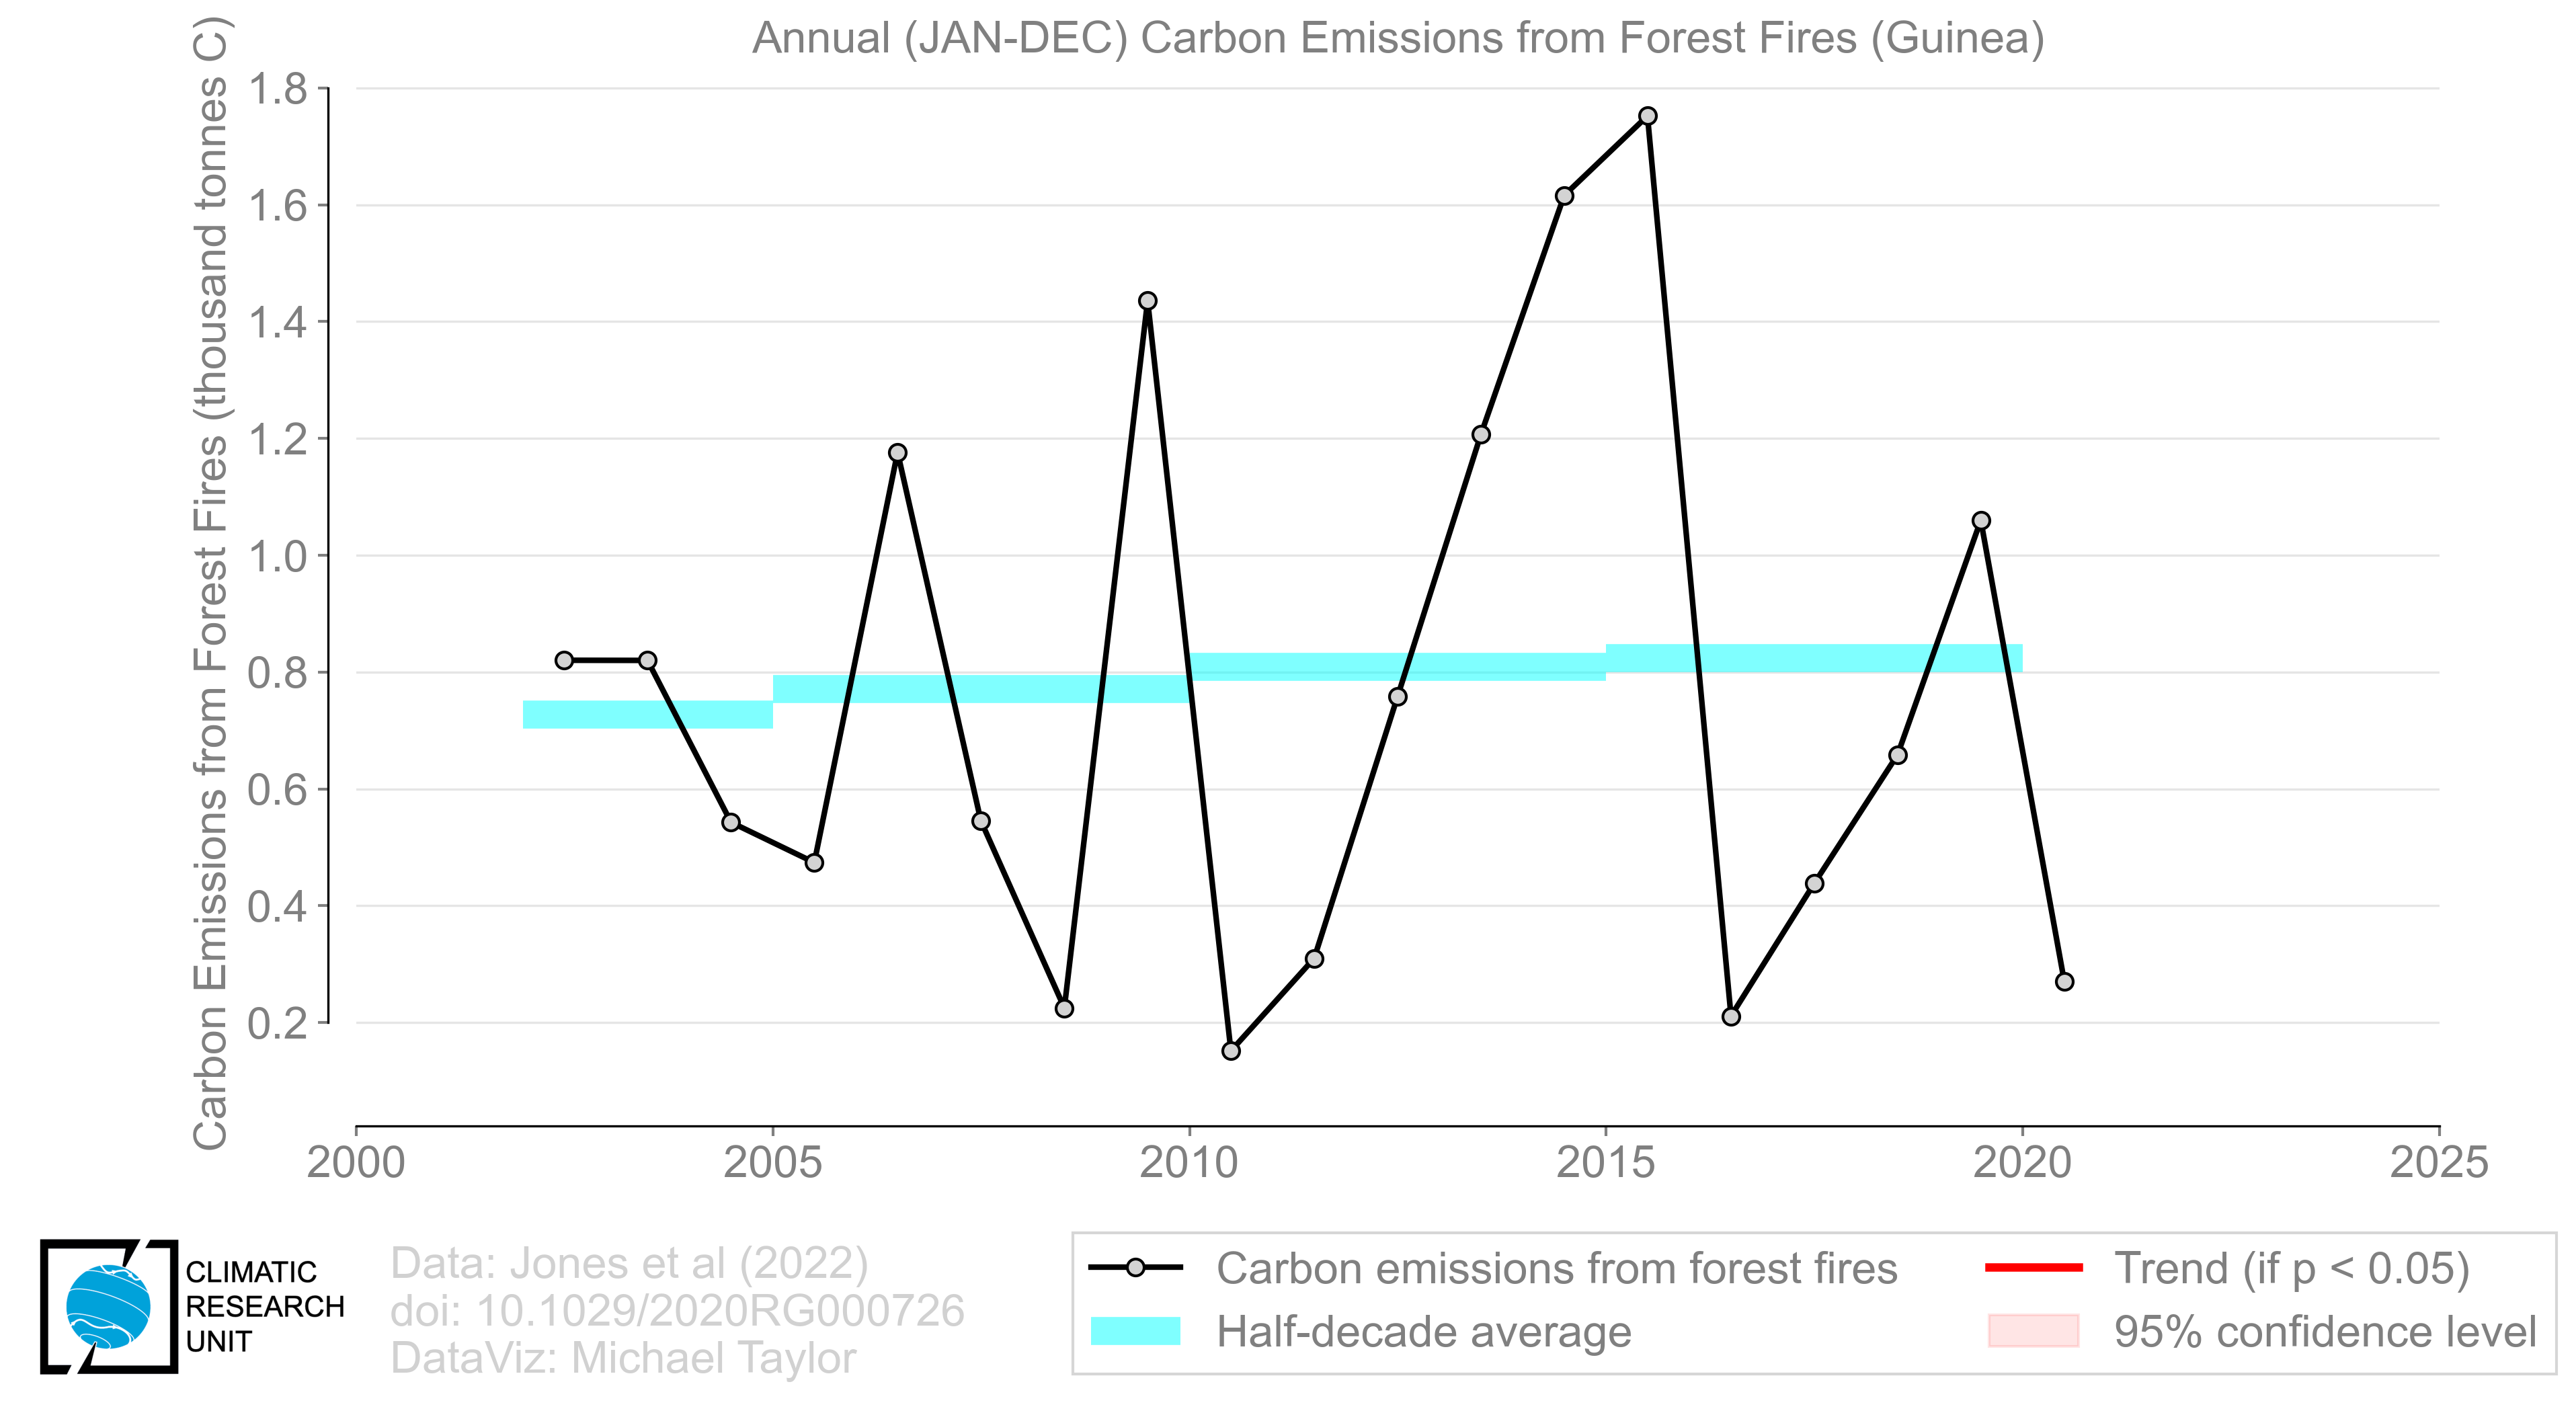 Annual (JAN-DEC) Carbon Emissions from Forest Fires (Guinea)
Carbon Emissions from Forest Fires (thousand tonnes C)
1.8
1.6
1.4
1.2
1.0
0.8
0.6
0.4
0.2
2000 2005 2010 2015 2020 2025
CLIMATIC
RESEARCH
UNIT
Data: Jones et al (2022)
doi: 10.1029/2020RG000726
DataViz: Michael Taylor
Carbon emissions from forest fires
Half-decade average
Trend (if p < 0.05)
95% confidence level